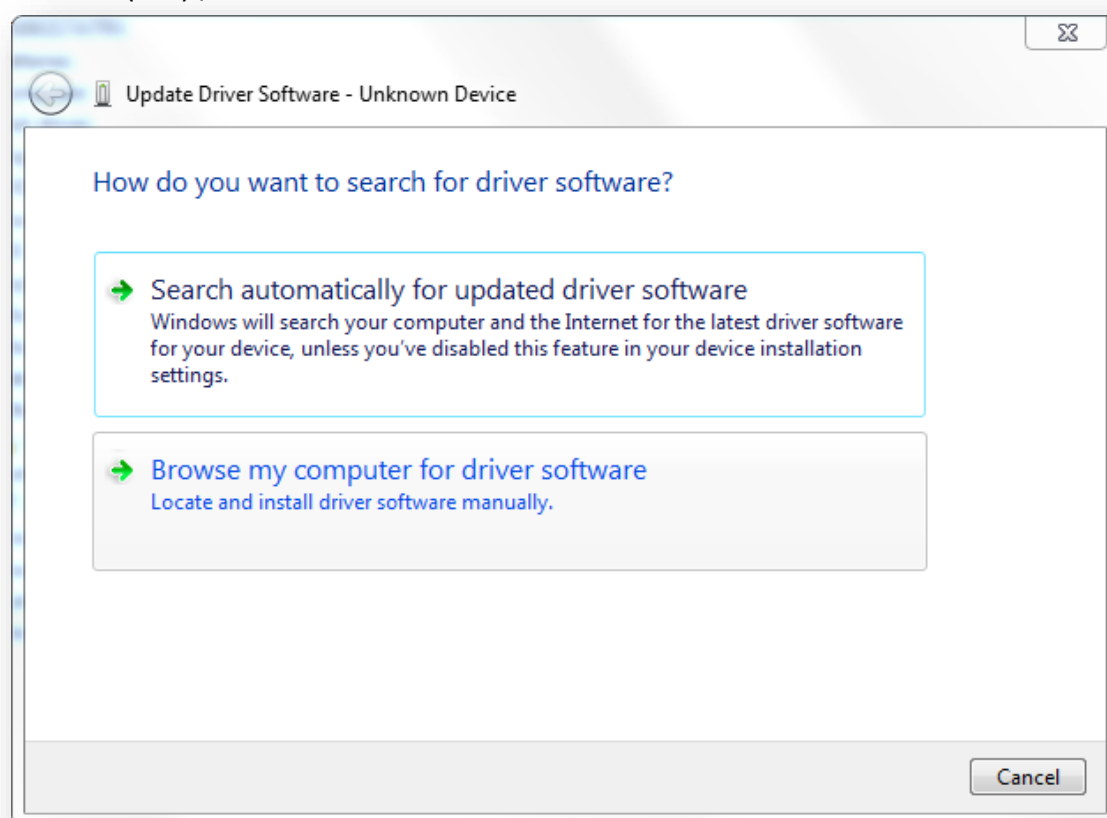 Update Driver Software - Unknown Device
How do you want to search for driver software?
Search automatically for updated driver software
Windows will search your computer and the Internet for the latest driver software
for your device, unless you've disabled this feature in your device installation
settings.
Browse my computer for driver software
Locate and install driver software manually.
Cancel